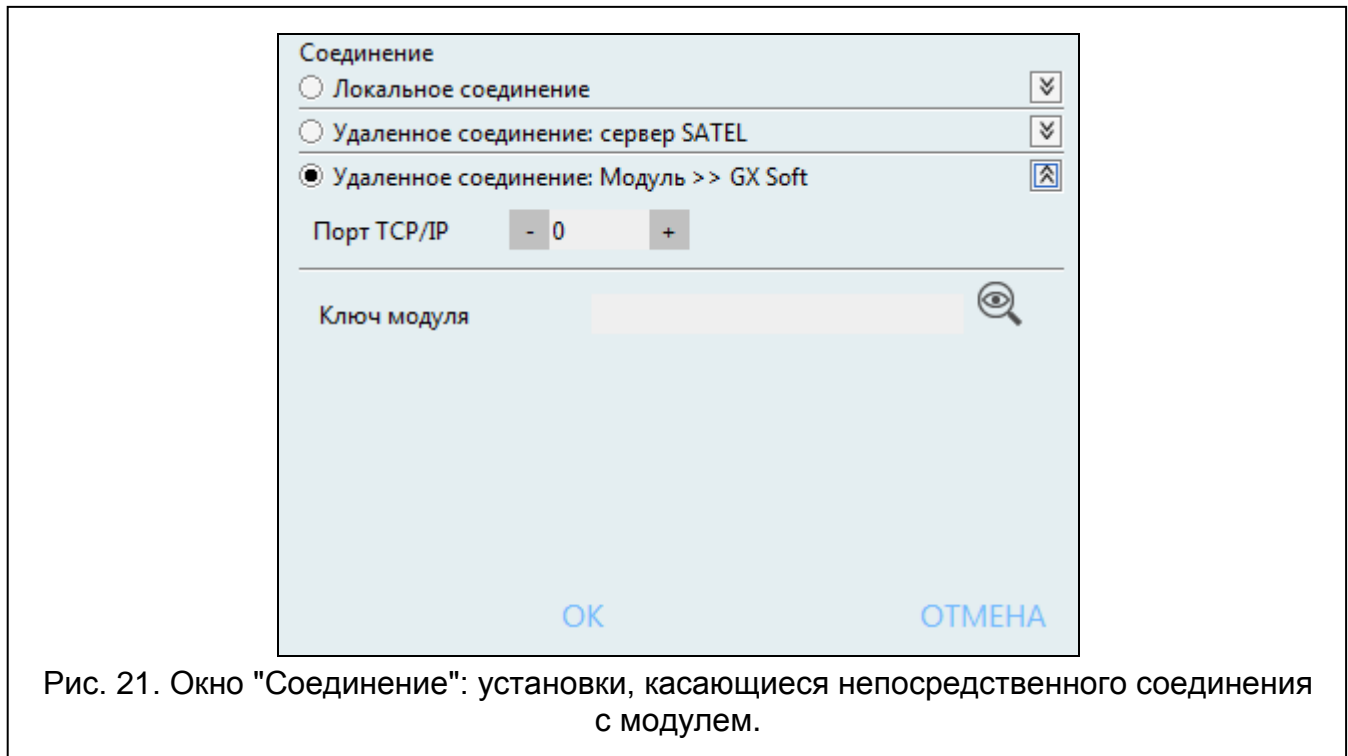 Соединение
Локальное соединение
Удаленное соединение: сервер SATEL
Удаленное соединение: Модуль >> GX Soft
Порт TCP/IP - 0 +
Ключ модуля
OK ОТМЕНА
Рис. 21. Окно "Соединение": установки, касающиеся непосредственного соединения
с модулем.